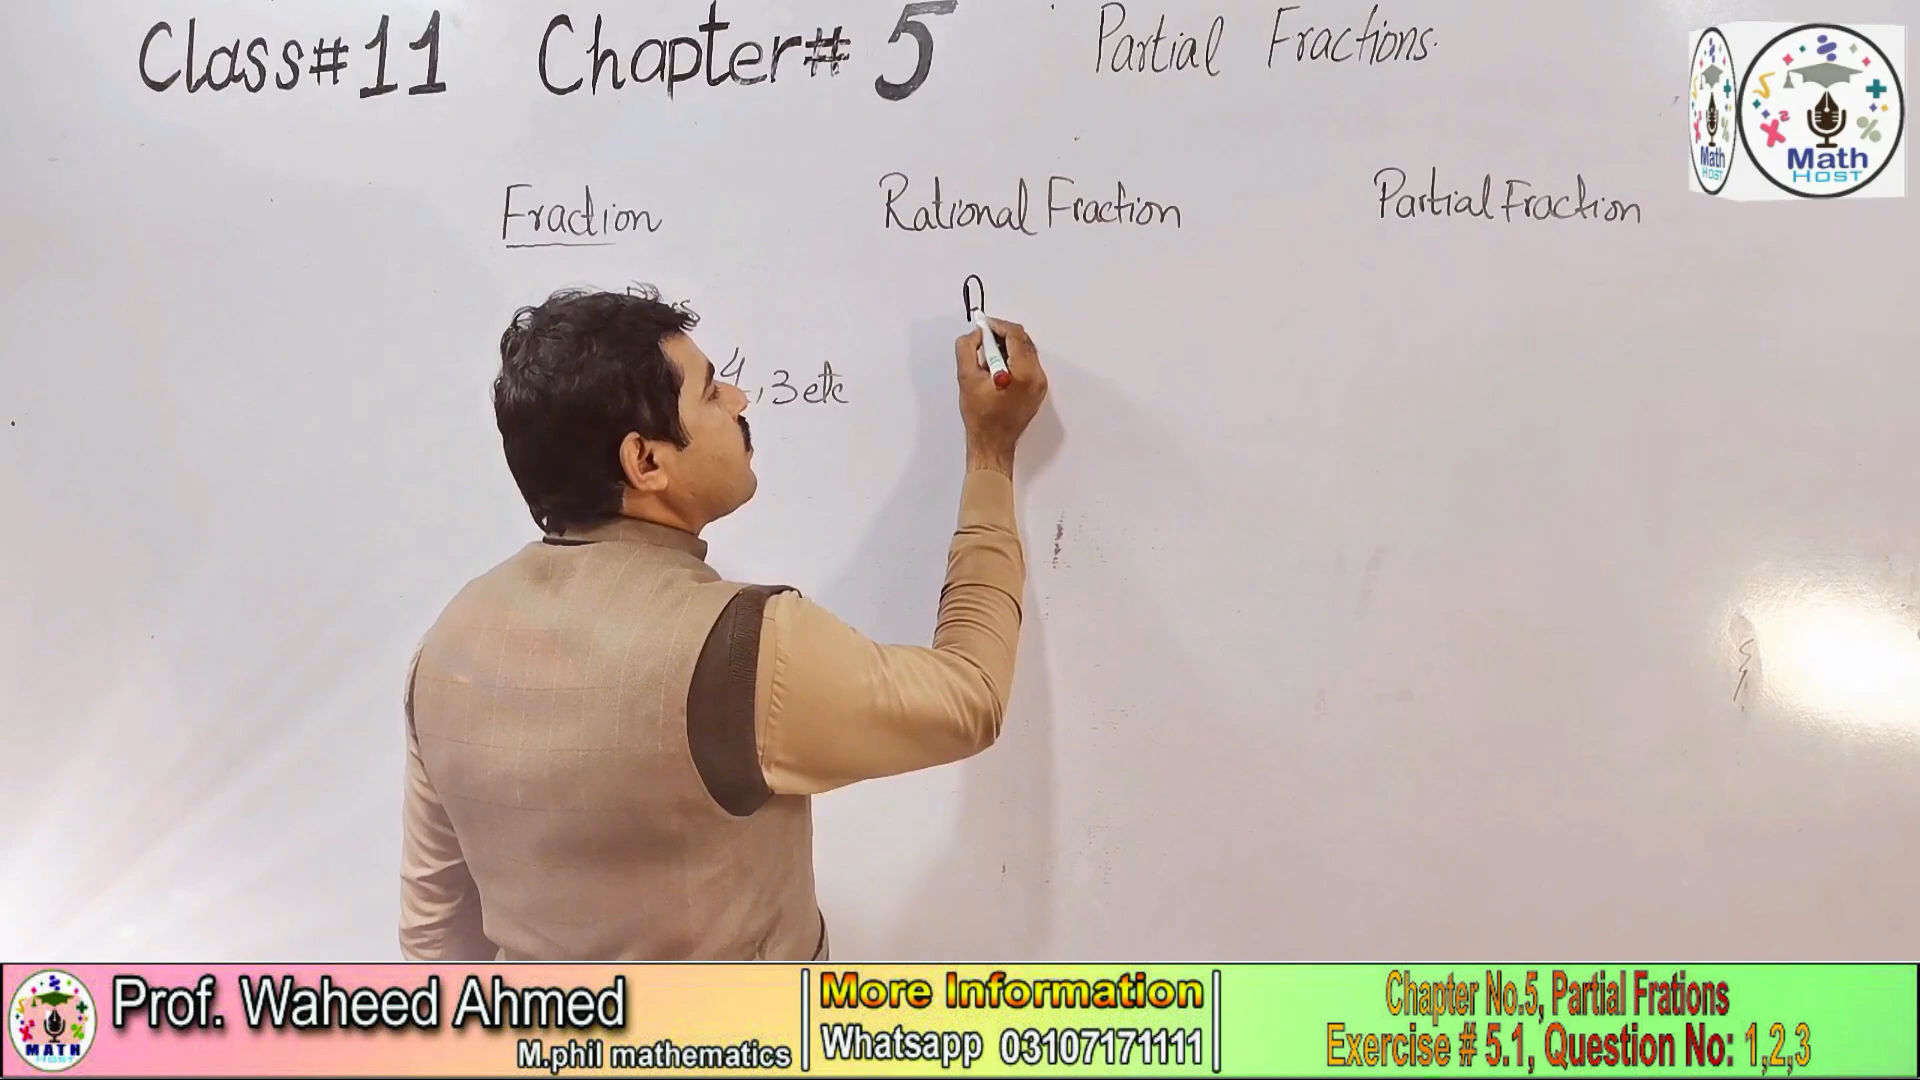 Class#11 Chapter# 5 Partial Fractions.
Fraction Rational Fraction Partial Fraction
A
4
, 3 etc
Math
HOST
Math
HOST
Prof. Waheed Ahmed
M.phil mathematics
More Information
Whatsapp 03107171111
Chapter No.5, Partial Frations
Exercise # 5.1, Question No: 1,2,3
MATH
HOST